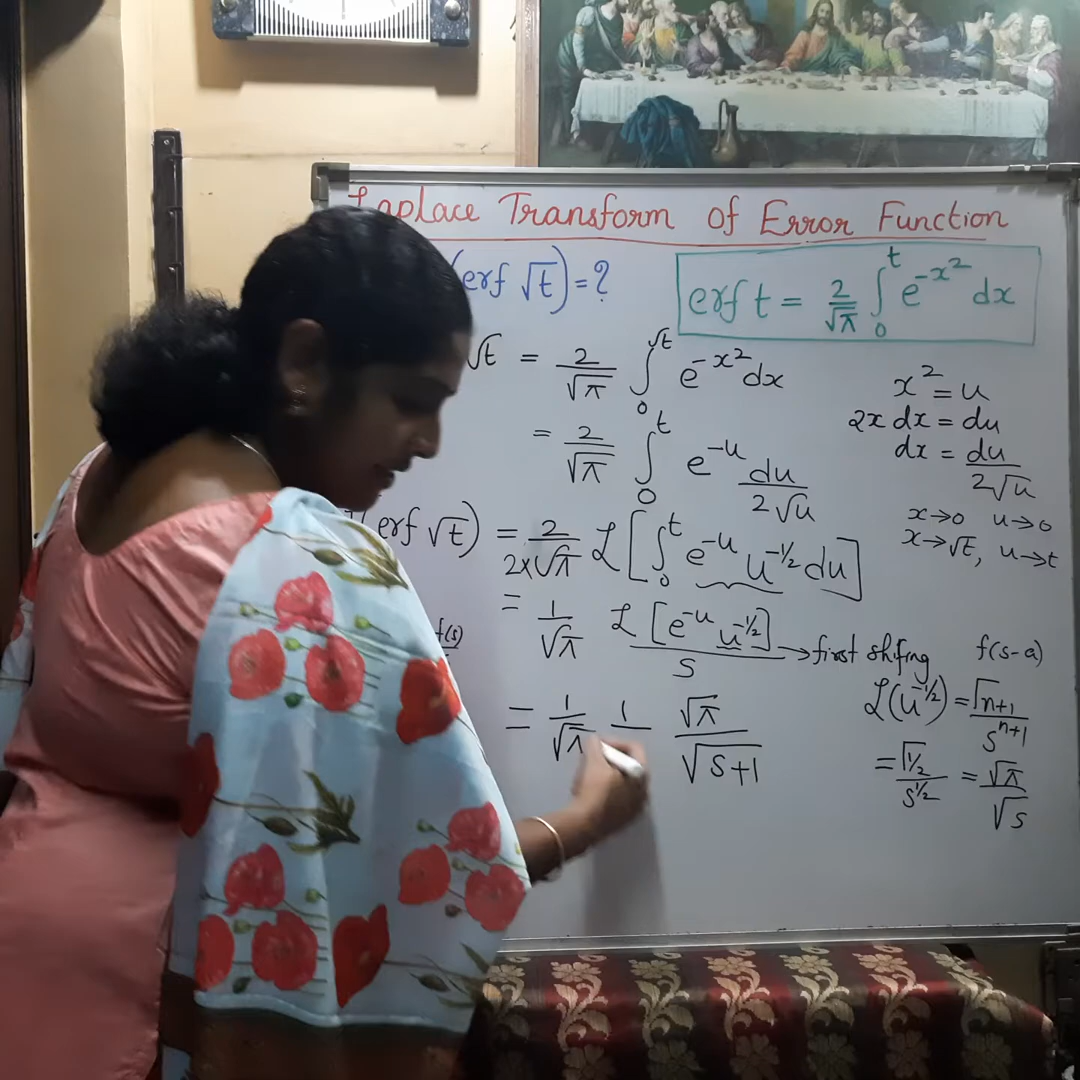 Laplace Transform of Error Function
(erf √t) = ?
erf t = 2/√π ∫₀ᵗ e^-x² dx
√t = 2/√π ∫₀^√t e^-x² dx
x² = u
2x dx = du
= 2/√π ∫₀ᵗ e^-u du/2√u
dx = du/2√u
x→0 u→0
x→√t, u→t
(erf √t) = 2/2×√π ℒ[∫₀ᵗ e^-u u^-1/2 du]
= 1/√π ℒ[e^-u u^-1/2]/s → first shifing f(s-a)
f(s)
ℒ(u^-1/2) = Γn+1/s^n+1
= 1/√π 1/ √π/√s+1
= Γ1/2/s^1/2 = √π/√s